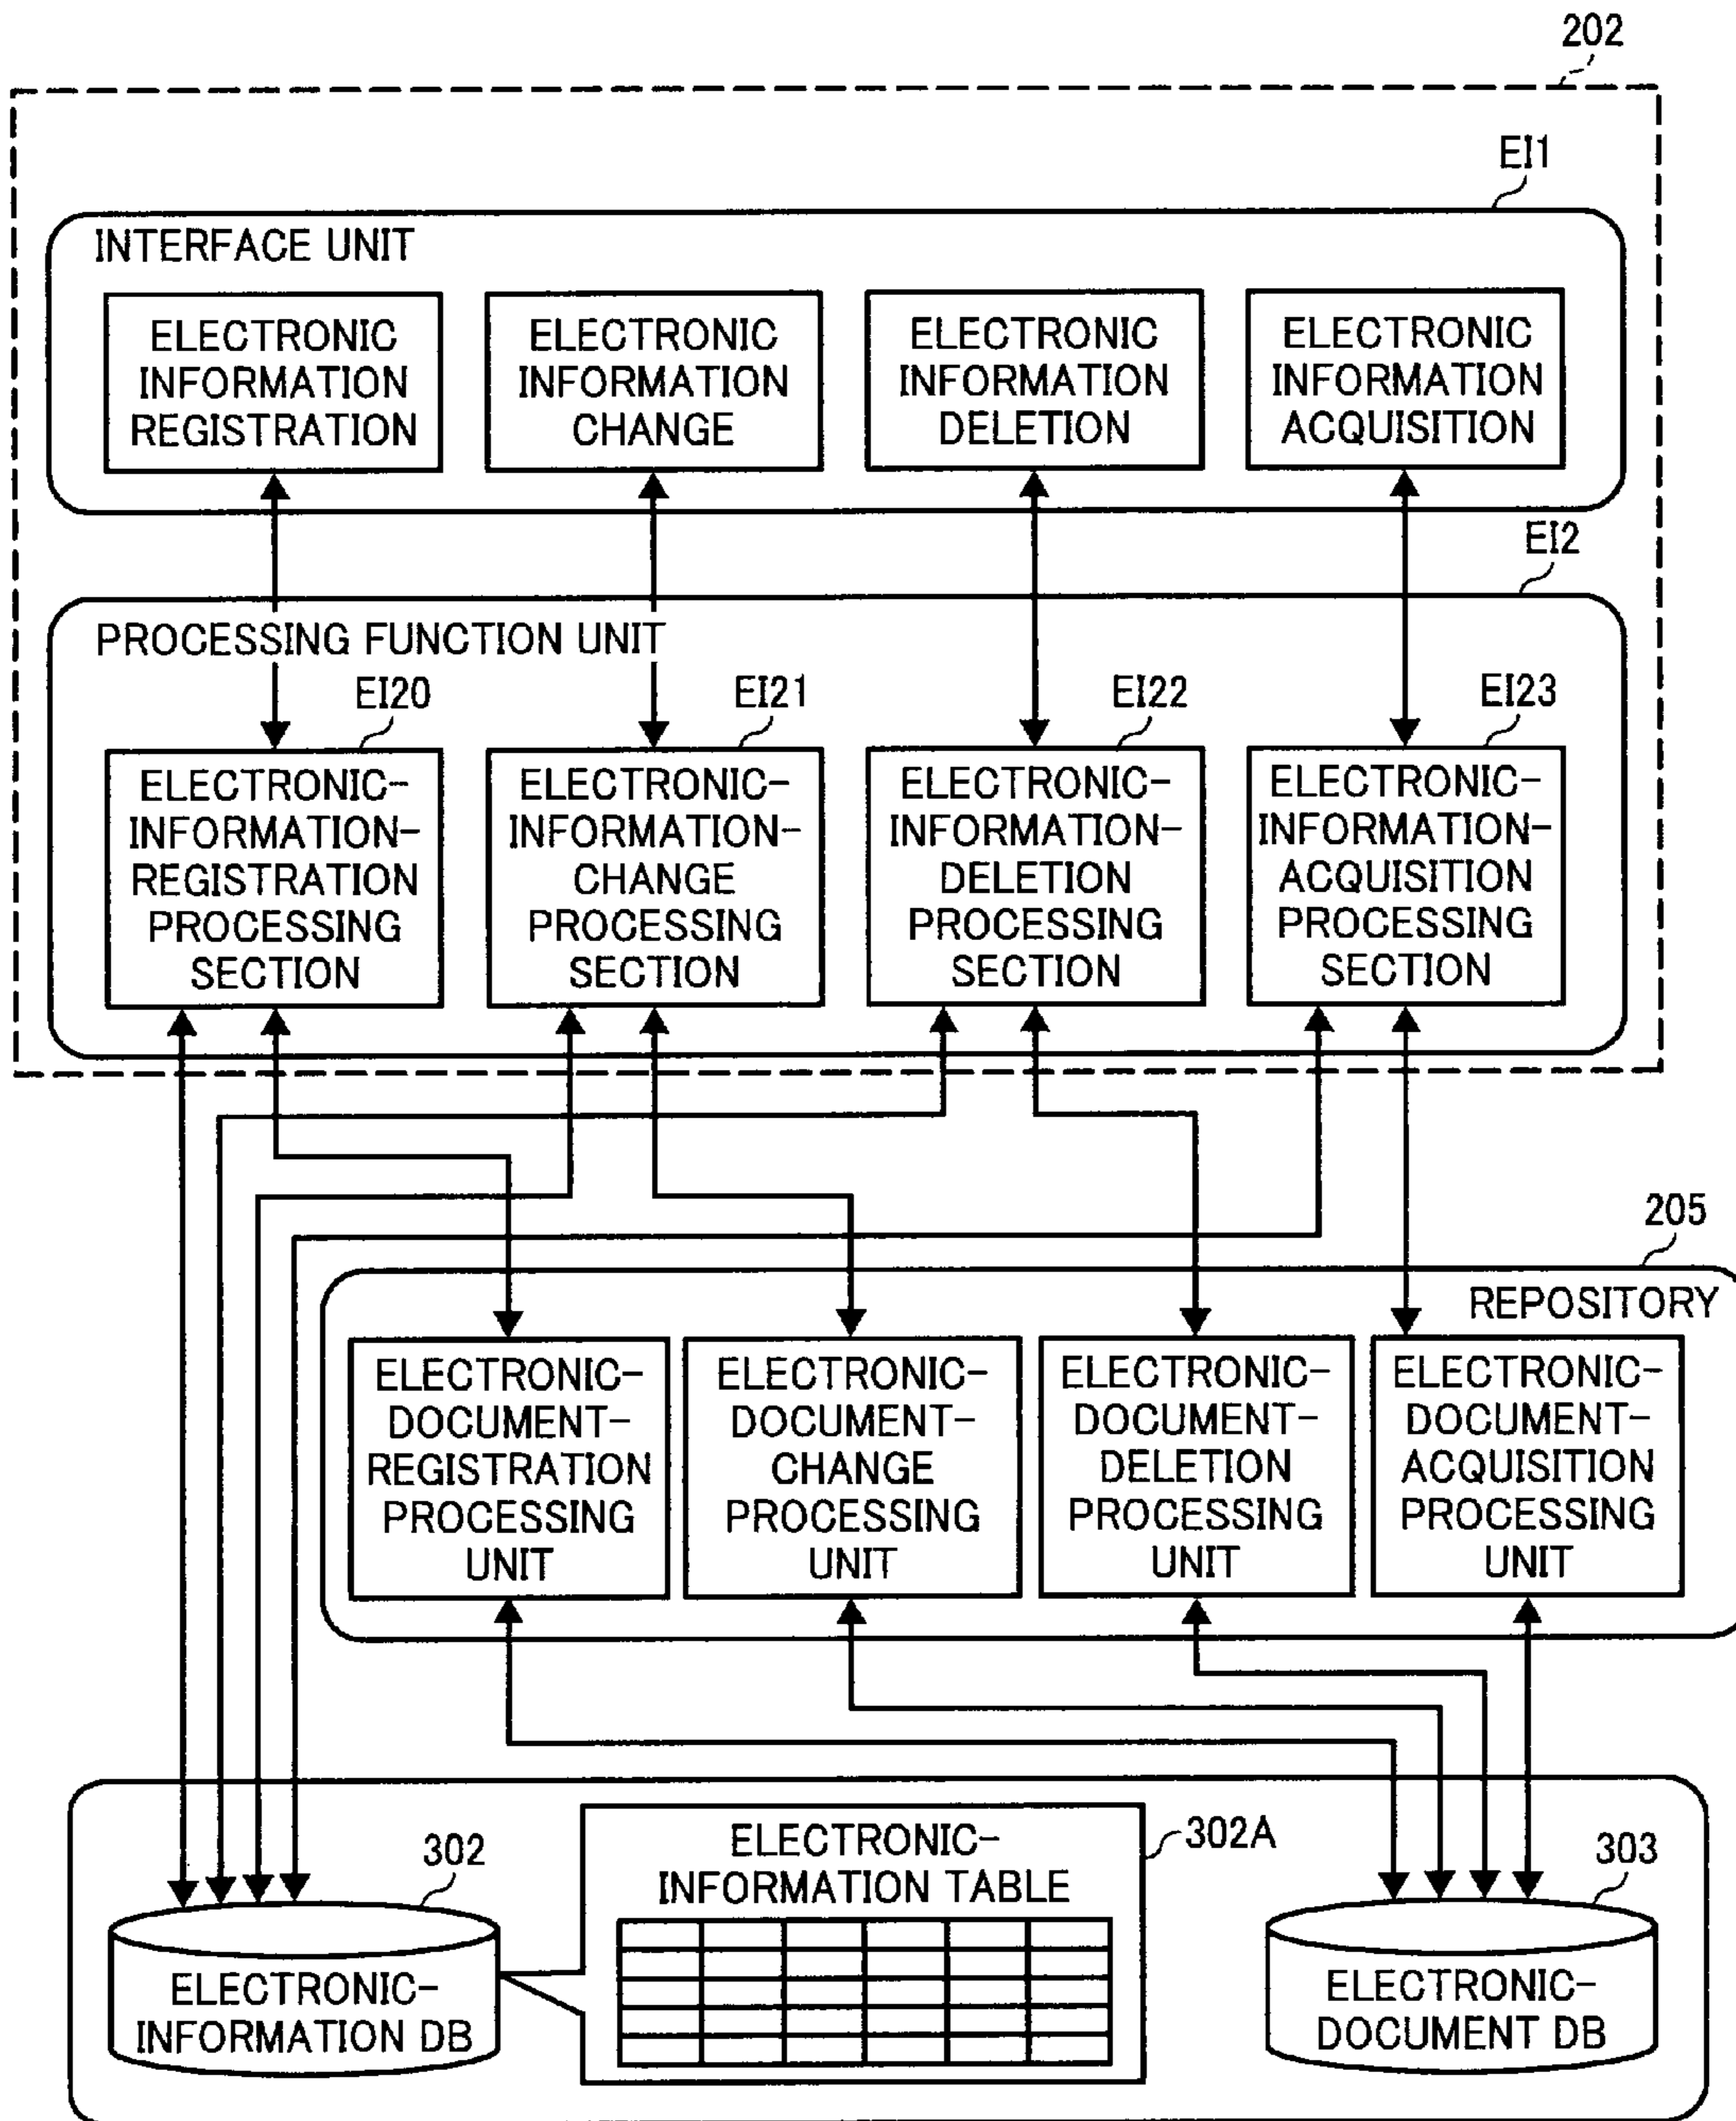 202
EI1
INTERFACE UNIT
ELECTRONIC
INFORMATION
REGISTRATION
ELECTRONIC
INFORMATION
CHANGE
ELECTRONIC
INFORMATION
DELETION
ELECTRONIC
INFORMATION
ACQUISITION
EI2
PROCESSING FUNCTION UNIT
EI20
ELECTRONIC-
INFORMATION-
REGISTRATION
PROCESSING
SECTION
EI21
ELECTRONIC-
INFORMATION-
CHANGE
PROCESSING
SECTION
EI22
ELECTRONIC-
INFORMATION-
DELETION
PROCESSING
SECTION
EI23
ELECTRONIC-
INFORMATION-
ACQUISITION
PROCESSING
SECTION
205
REPOSITORY
ELECTRONIC-
DOCUMENT-
REGISTRATION
PROCESSING
UNIT
ELECTRONIC-
DOCUMENT-
CHANGE
PROCESSING
UNIT
ELECTRONIC-
DOCUMENT-
DELETION
PROCESSING
UNIT
ELECTRONIC-
DOCUMENT-
ACQUISITION
PROCESSING
UNIT
302
ELECTRONIC-
INFORMATION DB
ELECTRONIC-
INFORMATION TABLE
302A
303
ELECTRONIC-
DOCUMENT DB